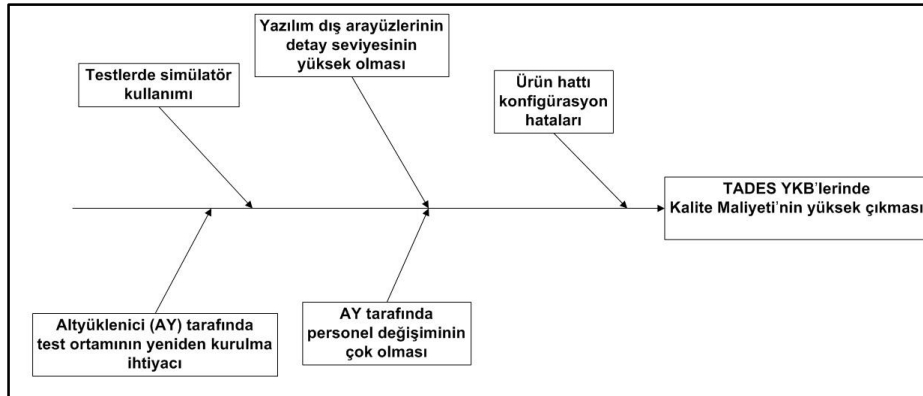 Yazılım dış arayüzlerinin
detay seviyesinin
yüksek olması
Testlerde simülatör
kullanımı
Ürün hattı
konfigürasyon
hataları
TADES YKB'lerinde
Kalite Maliyeti'nin yüksek çıkması
Altyüklenici (AY) tarafında
test ortamının yeniden kurulma
ihtiyacı
AY tarafında
personel değişiminin
çok olması